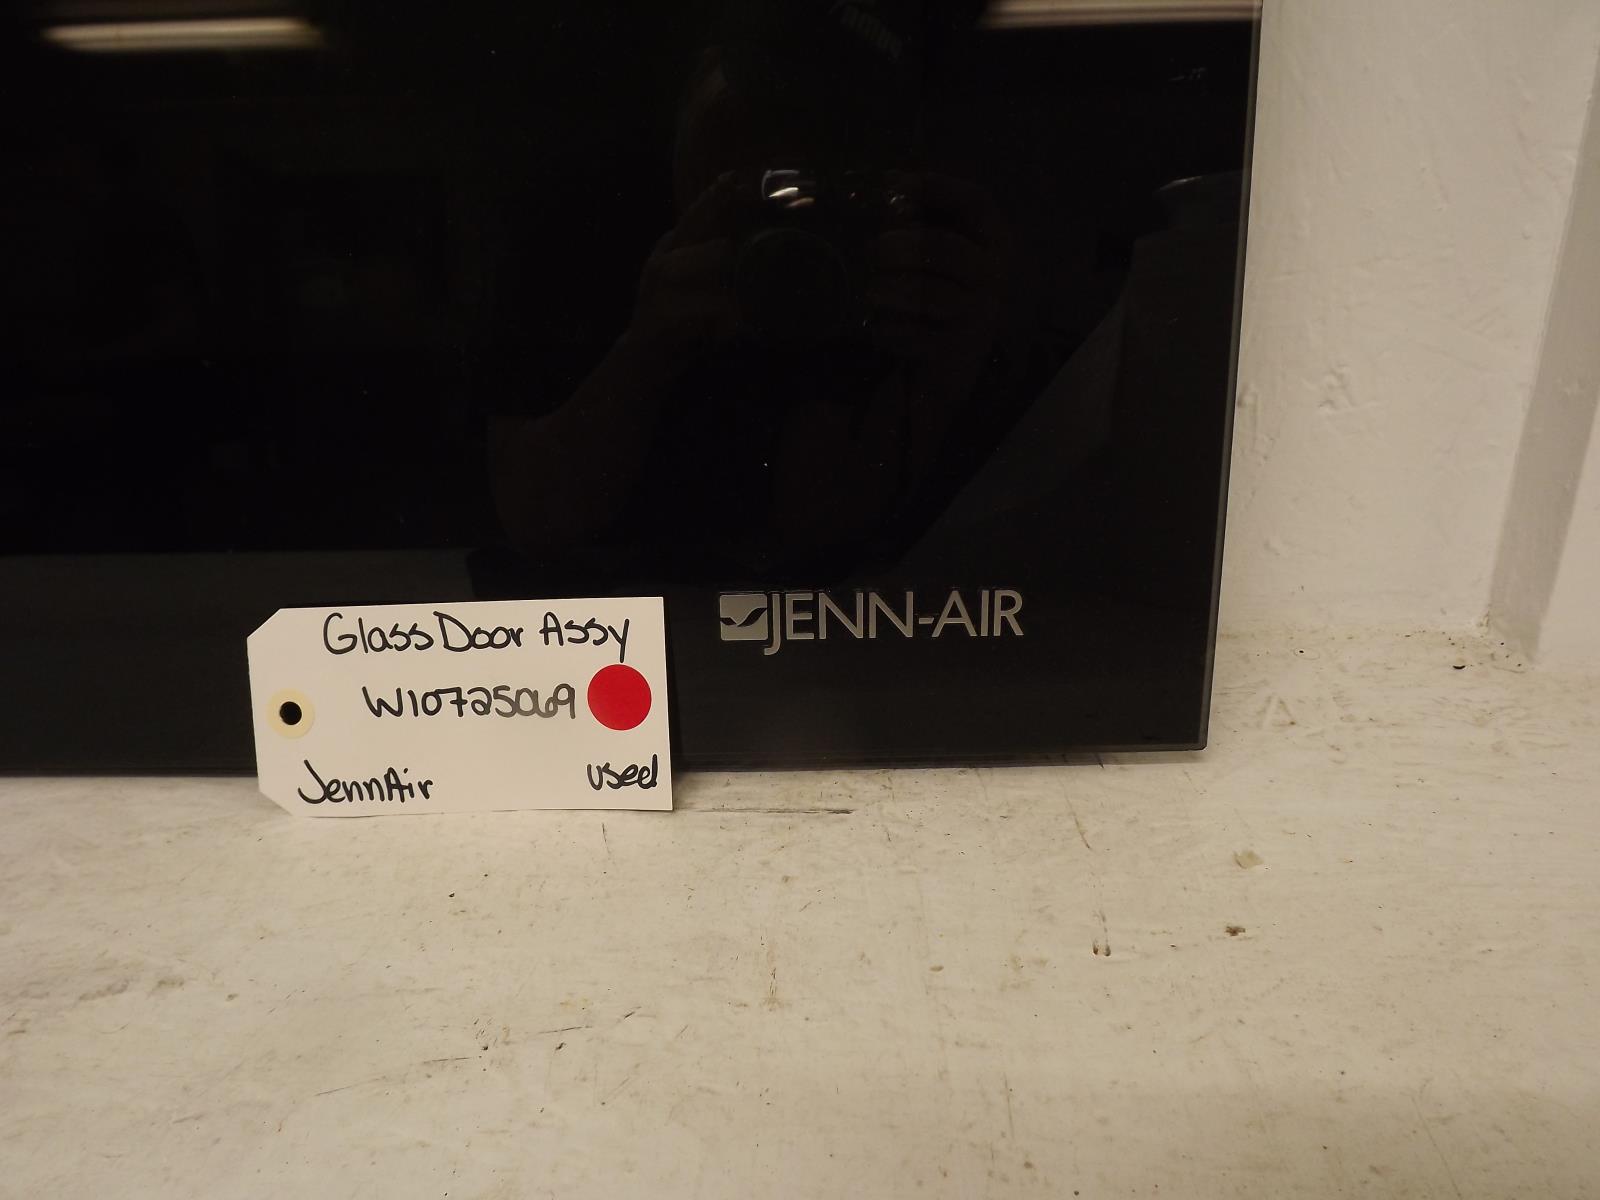 JENN-AIR
Glass Door Assy
W10725069
JennAir
used